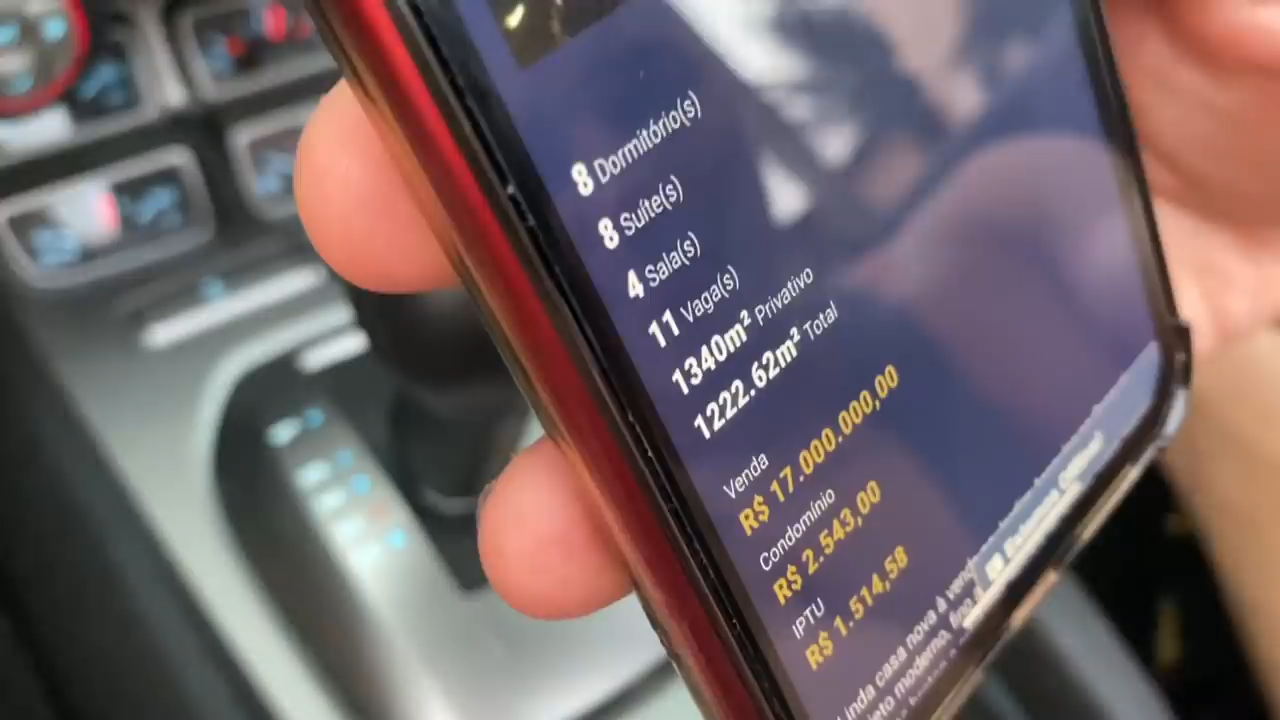 8 Dormitório(s)
8 Suíte(s)
4 Sala(s)
11 Vaga(s)
1340m² Privativo
1222.62m² Total
Venda
R$ 17.000.000,00
Condomínio
R$ 2.543,00
IPTU
R$ 1.514,58
Linda casa nova à
moderno,